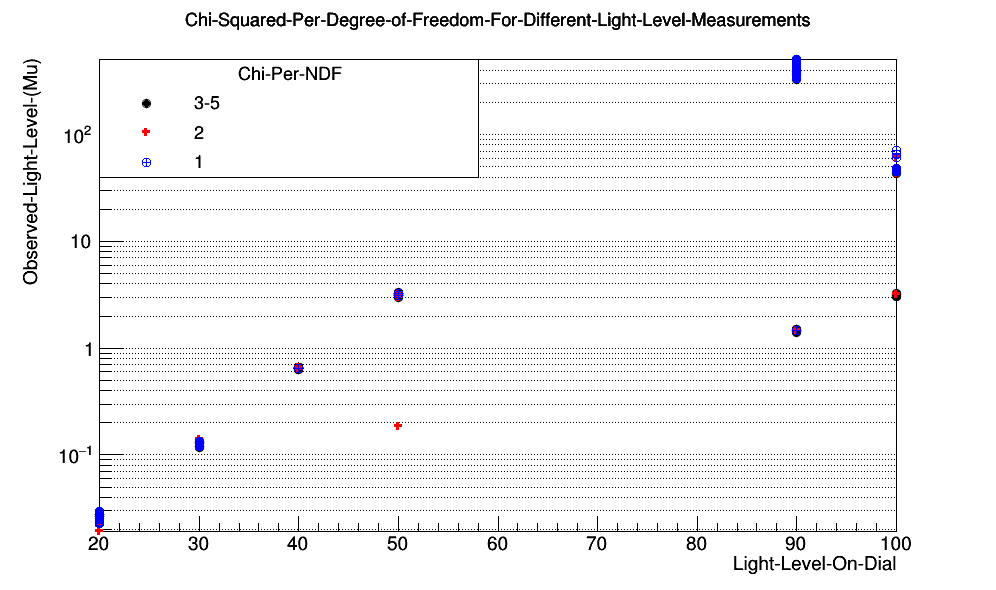 Chi-Squared-Per-Degree-of-Freedom-For-Different-Light-Level-Measurements
Observed-Light-Level-(Mu)
Chi-Per-NDF
3-5
2
1
10²
10
1
10⁻¹
20 30 40 50 60 70 80 90 100
Light-Level-On-Dial